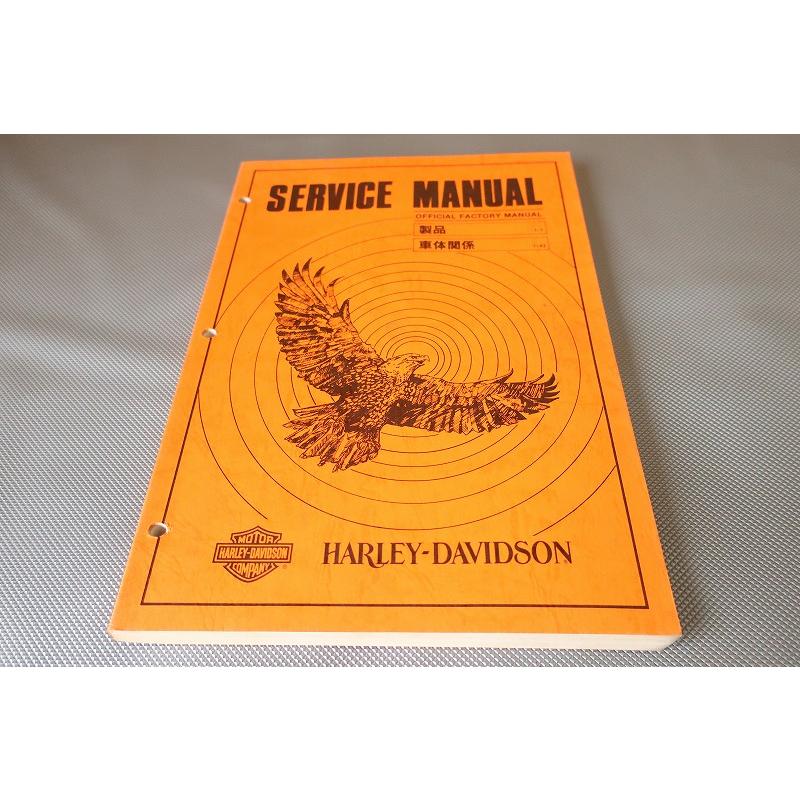 SERVICE MANUAL
OFFICIAL FACTORY MANUAL
製品
車体関係
MOTOR
HARLEY-DAVIDSON
COMPANY
®
HARLEY-DAVIDSON